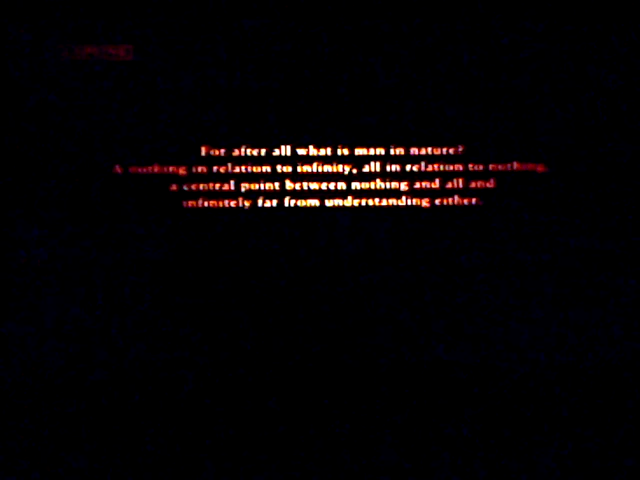 For after all what is man in nature?
A nothing in relation to infinity, all in relation to nothing,
a central point between nothing and all and
infinitely far from understanding either.